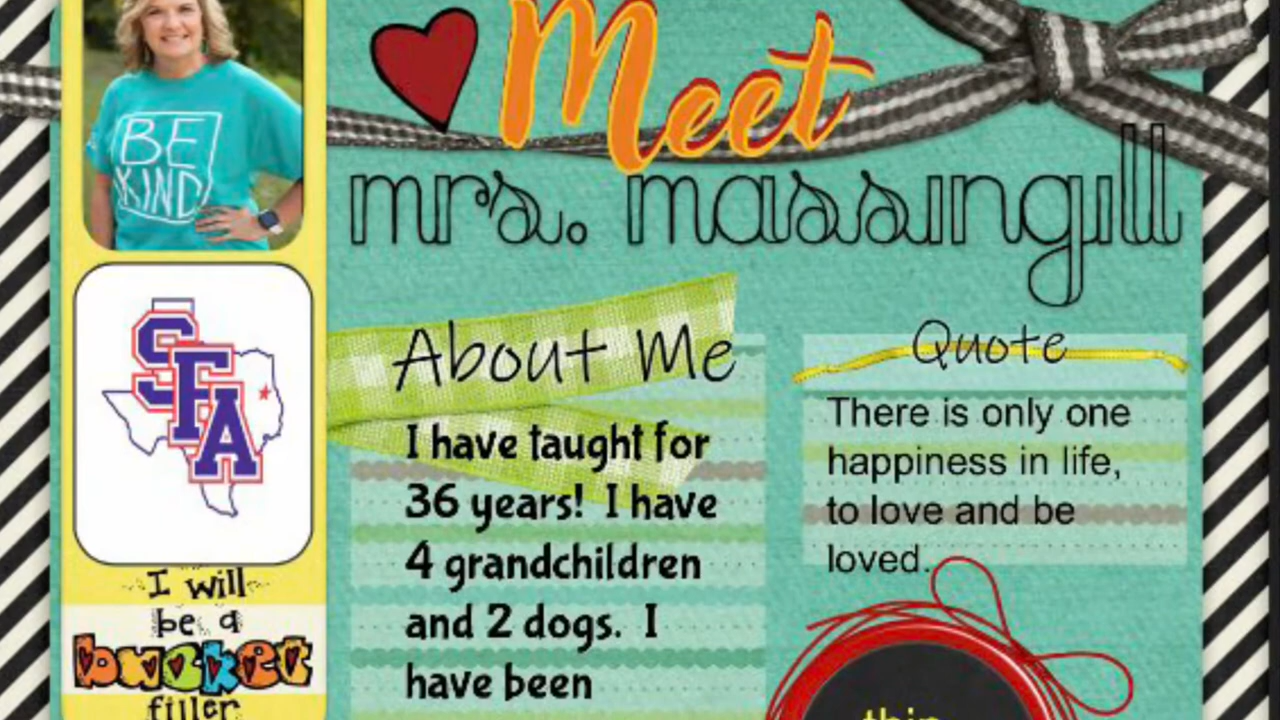 Meet
mrs. massingill
BE
KIND
SFA
I will
be a
bucket
filler
About Me
I have taught for
36 years! I have
4 grandchildren
and 2 dogs. I
have been
Quote
There is only one
happiness in life,
to love and be
loved.